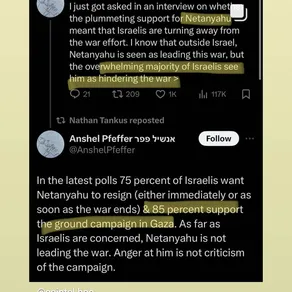 I just got asked in an interview on whether
the plummeting support for Netanyahu
meant that Israelis are turning away from
the war effort. I know that outside Israel,
Netanyahu is seen as leading this war, but
the overwhelming majority of Israelis see
him as hindering the war >
21 209 1K 117K
Nathan Tankus reposted
Anshel Pfeffer אנשיל פפר
@AnshelPfeffer
Follow
In the latest polls 75 percent of Israelis want
Netanyahu to resign (either immediately or as
soon as the war ends) & 85 percent support
the ground campaign in Gaza. As far as
Israelis are concerned, Netanyahu is not
leading the war. Anger at him is not criticism
of the campaign.